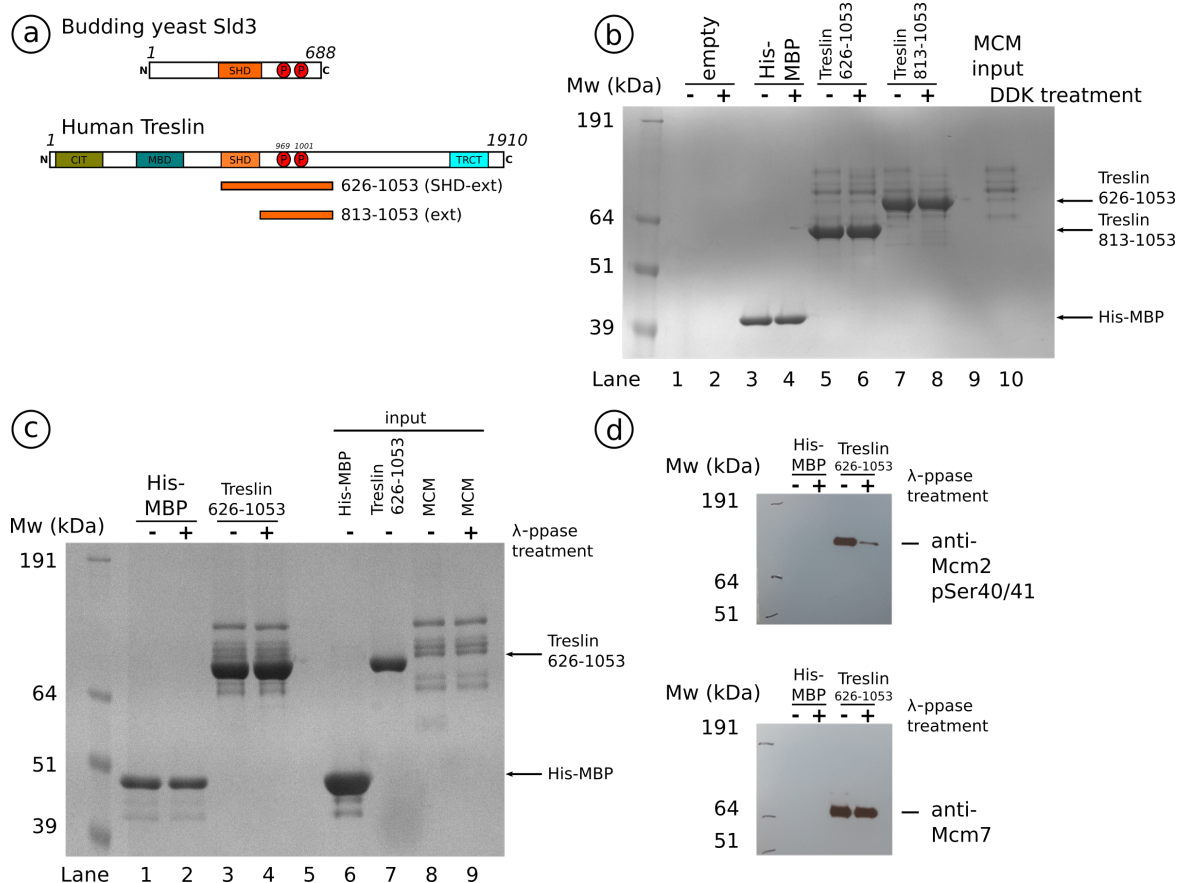 a
Budding yeast Sld3
1
688
N
SHD
P
P
C
Human Treslin
1
969
1001
1910
N
CIT
MBD
SHD
P
P
TRCT
C
626-1053 (SHD-ext)
813-1053 (ext)
b
Mw (kDa)
empty
His-
MBP
Treslin
626-1053
Treslin
813-1053
MCM
input
- + - + - + - + DDK treatment
191
64
51
39
Treslin
626-1053
Treslin
813-1053
His-MBP
Lane 1 2 3 4 5 6 7 8 9 10
c
input
His-
MBP
Treslin
626-1053
His-MBP
Treslin
626-1053
MCM
MCM
Mw (kDa)
- + - + - - - +
λ-ppase
treatment
191
64
51
39
Treslin
626-1053
His-MBP
Lane 1 2 3 4 5 6 7 8 9
d
His-
MBP
Treslin
626-1053
Mw (kDa)
- + - +
λ-ppase
treatment
191
64
51
anti-
Mcm2
pSer40/41
His-
MBP
Treslin
626-1053
Mw (kDa)
- + - +
λ-ppase
treatment
191
64
51
anti-
Mcm7